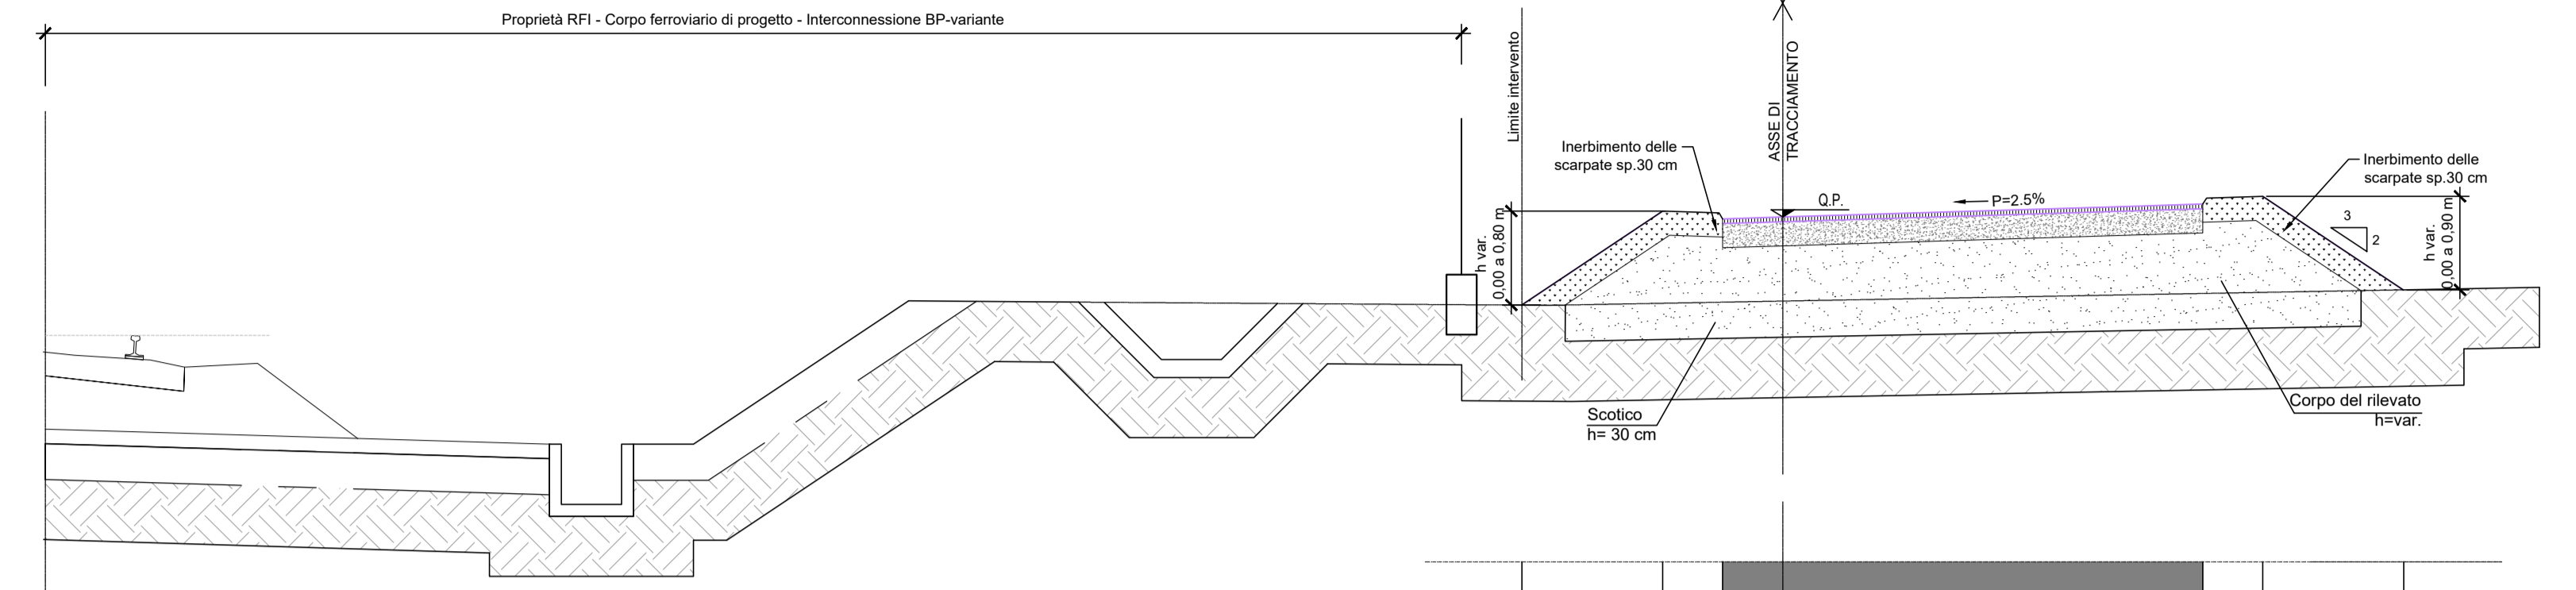 Proprietà RFI - Corpo ferroviario di progetto - Interconnessione BP-variante
Limite intervento
ASSE DI
TRACCIAMENTO
Inerbimento delle
scarpate sp.30 cm
Inerbimento delle
scarpate sp.30 cm
Q.P.
P=2.5%
3
2
h var.
0,00 a 0,80 m
h var.
0,00 a 0,90 m
Scotico
h= 30 cm
Corpo del rilevato
h=var.